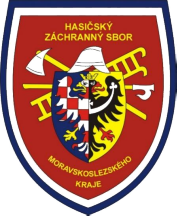 HASIČSKÝ
ZÁCHRANNÝ SBOR
MORAVSKOSLEZSKÉHO
KRAJE